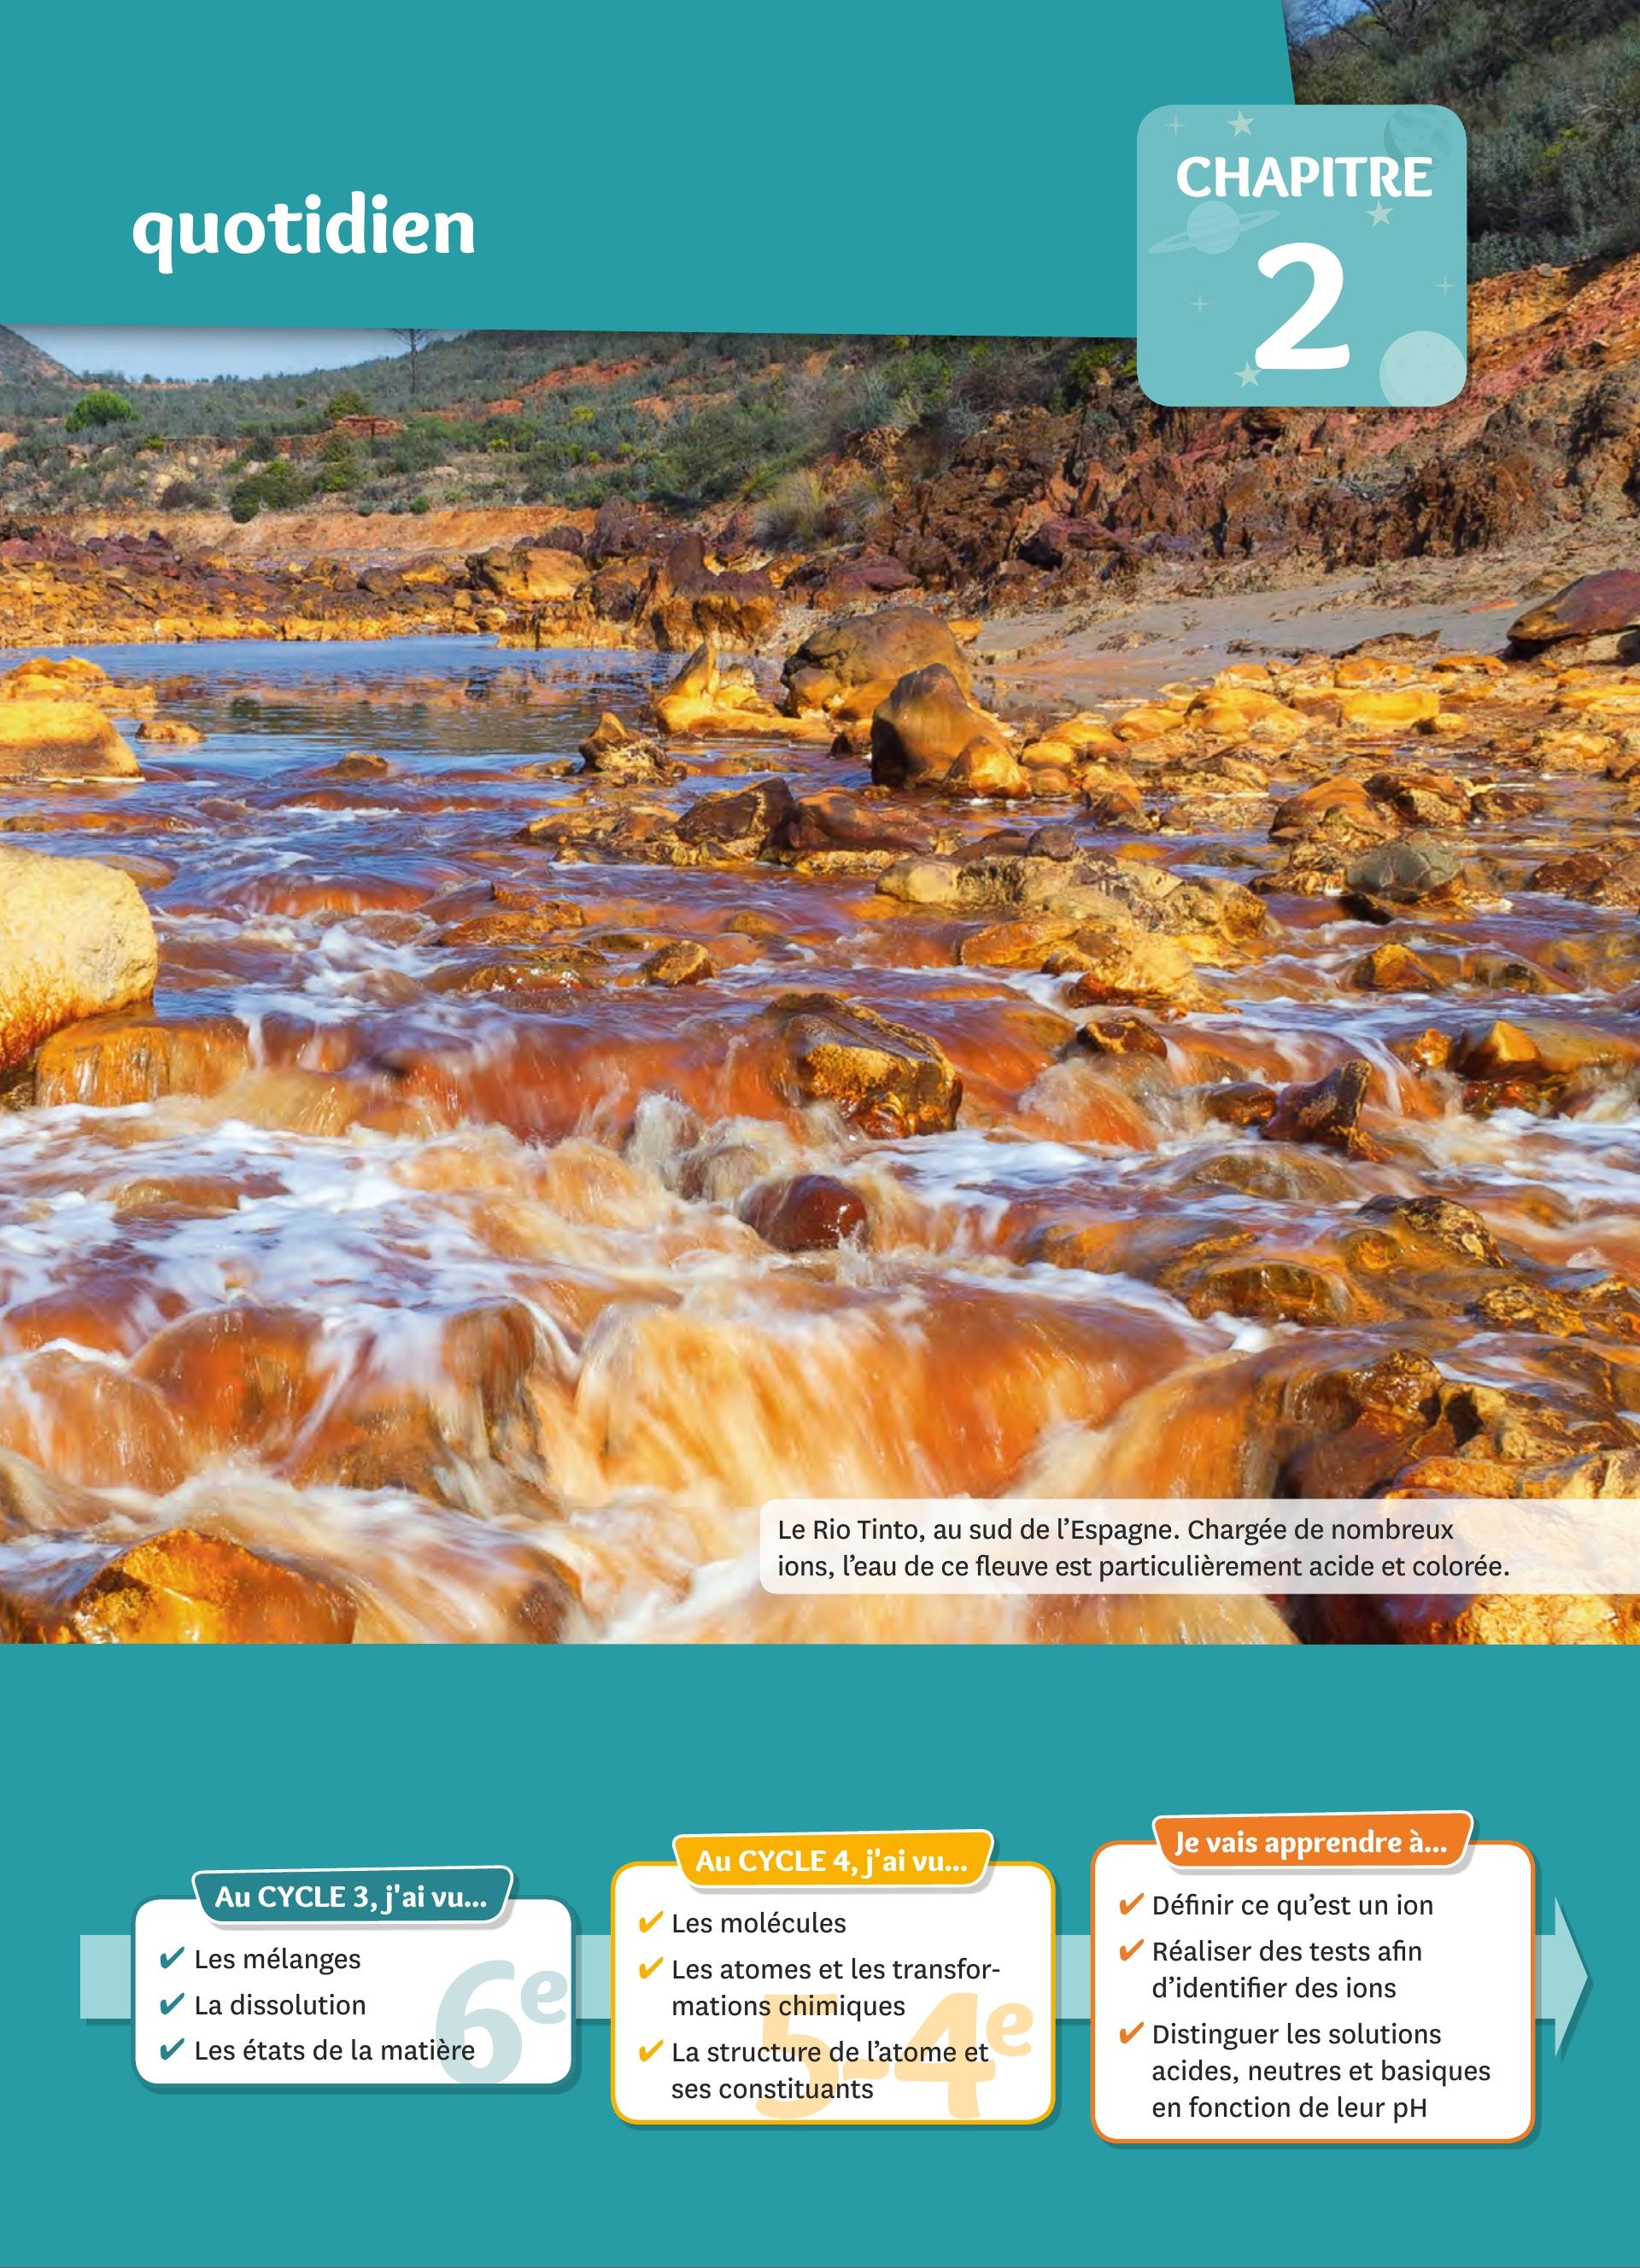 quotidien
CHAPITRE
2
Le Rio Tinto, au sud de l'Espagne. Chargée de nombreux
ions, l'eau de ce fleuve est particulièrement acide et colorée.
Au CYCLE 3, j'ai vu...
✔ Les mélanges
✔ La dissolution
✔ Les états de la matière
6e
Au CYCLE 4, j'ai vu...
✔ Les molécules
✔ Les atomes et les transfor-
mations chimiques
✔ La structure de l'atome et
ses constituants
5-4e
Je vais apprendre à...
✔ Définir ce qu'est un ion
✔ Réaliser des tests afin
d'identifier des ions
✔ Distinguer les solutions
acides, neutres et basiques
en fonction de leur pH